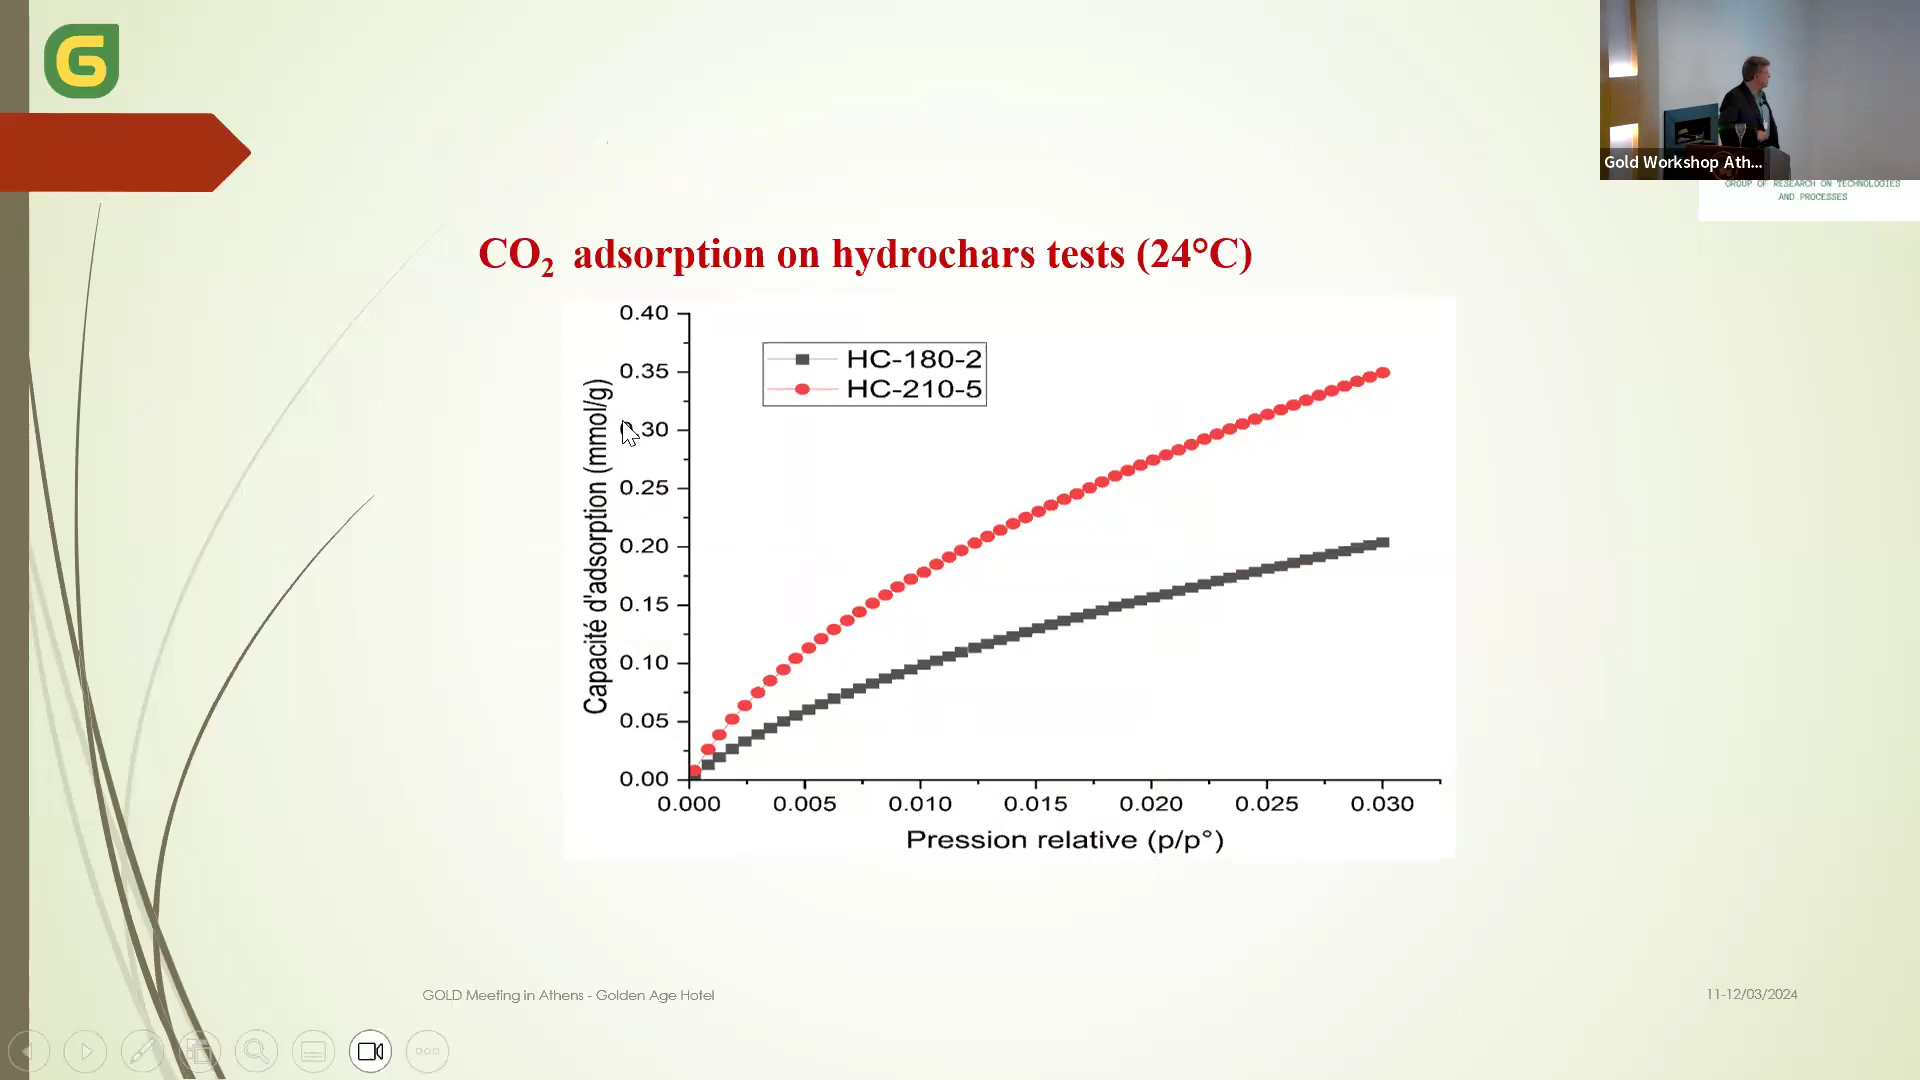 G
Gold Workshop Ath...
GROUP OF RESEARCH ON TECHNOLOGIES
AND PROCESSES
CO₂ adsorption on hydrochars tests (24°C)
0.40
0.35
0.30
0.25
0.20
0.15
0.10
0.05
0.00
Capacité d'adsorption (mmol/g)
HC-180-2
HC-210-5
0.000 0.005 0.010 0.015 0.020 0.025 0.030
Pression relative (p/p°)
GOLD Meeting in Athens - Golden Age Hotel
11-12/03/2024